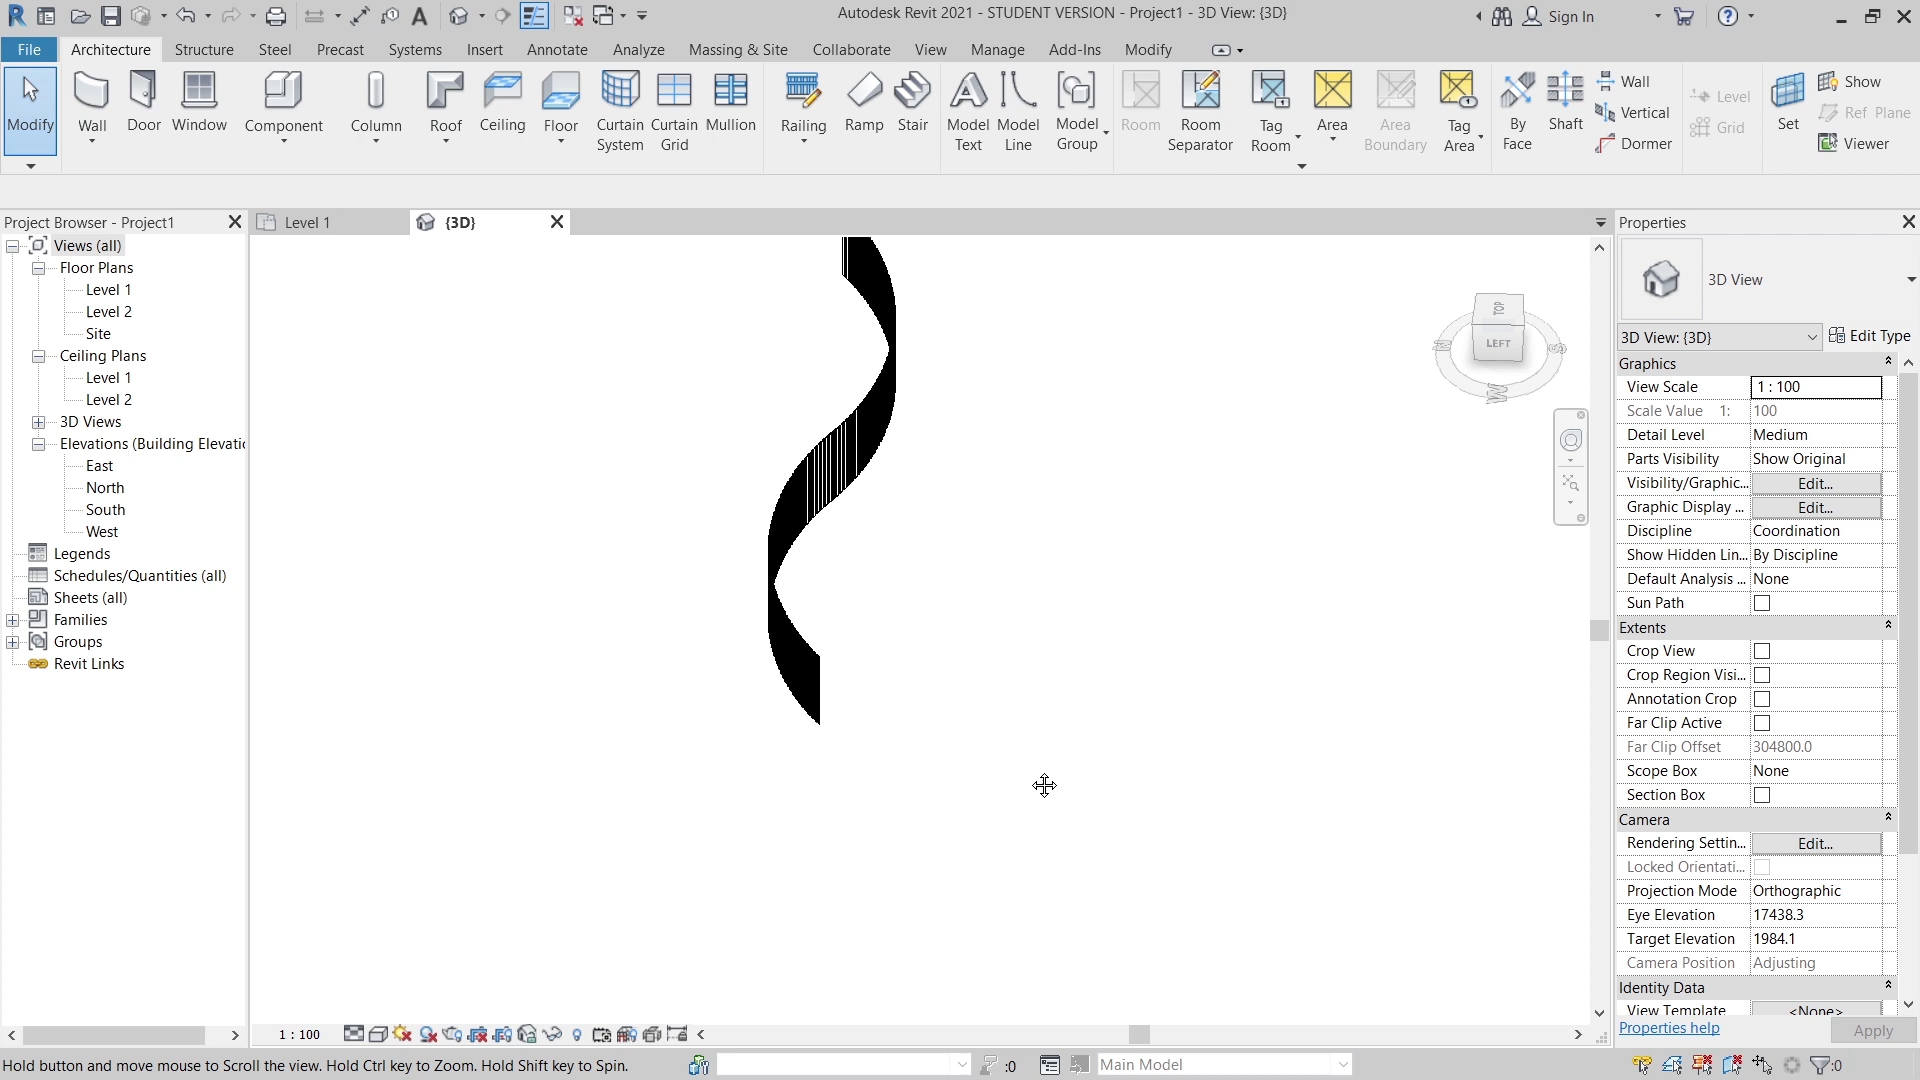 Autodesk Revit 2021 - STUDENT VERSION - Project1 - 3D View: {3D}
Sign In
File
Architecture
Structure
Steel
Precast
Systems
Insert
Annotate
Analyze
Massing & Site
Collaborate
View
Manage
Add-Ins
Modify
Modify
Wall
Door
Window
Component
Column
Roof
Ceiling
Floor
Curtain System
Curtain Grid
Mullion
Railing
Ramp
Stair
Model Text
Model Line
Model Group
Room
Room Separator
Tag Room
Area
Area Boundary
Tag Area
By Face
Shaft
Wall
Vertical
Dormer
Level
Grid
Set
Show
Ref Plane
Viewer
Project Browser - Project1
Views (all)
Floor Plans
Level 1
Level 2
Site
Ceiling Plans
Level 1
Level 2
3D Views
Elevations (Building Elevatic
East
North
South
West
Legends
Schedules/Quantities (all)
Sheets (all)
Families
Groups
Revit Links
Level 1
{3D}
TOP
LEFT
W
Properties
3D View
3D View: {3D}
Edit Type
Graphics
View Scale
1 : 100
Scale Value 1:
100
Detail Level
Medium
Parts Visibility
Show Original
Visibility/Graphic...
Edit...
Graphic Display ...
Edit...
Discipline
Coordination
Show Hidden Lin...
By Discipline
Default Analysis ...
None
Sun Path
Extents
Crop View
Crop Region Visi...
Annotation Crop
Far Clip Active
Far Clip Offset
304800.0
Scope Box
None
Section Box
Camera
Rendering Settin...
Edit...
Locked Orientati...
Projection Mode
Orthographic
Eye Elevation
17438.3
Target Elevation
1984.1
Camera Position
Adjusting
Identity Data
View Template
<None>
Properties help
Apply
1 : 100
Hold button and move mouse to Scroll the view. Hold Ctrl key to Zoom. Hold Shift key to Spin.
:0
Main Model
:0